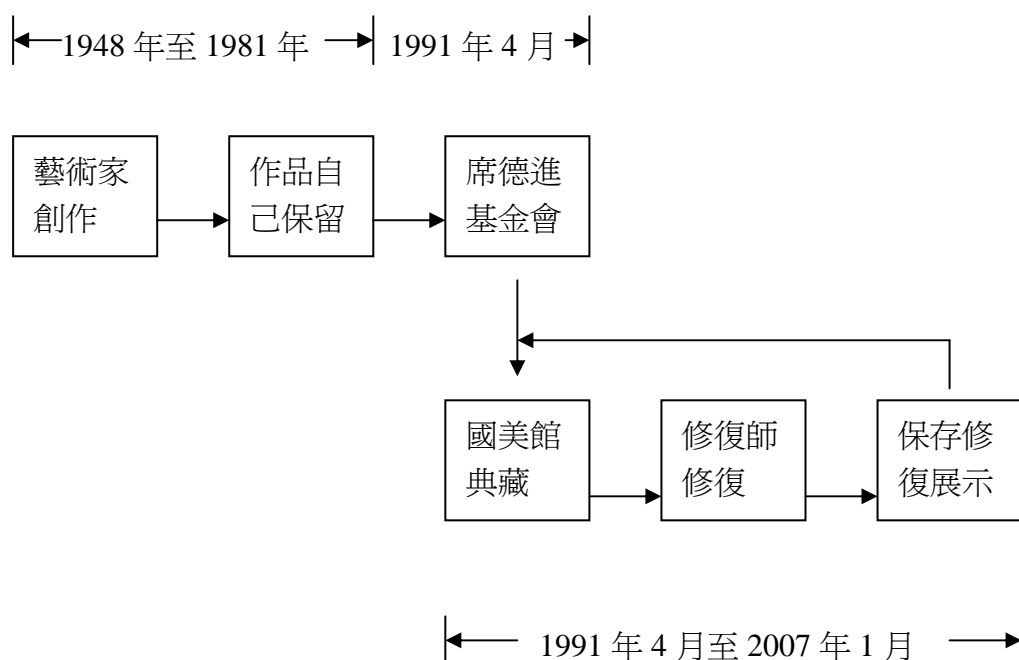 1948 年至 1981 年
1991 年 4 月
藝術家
創作
作品自
己保留
席德進
基金會
國美館
典藏
修復師
修復
保存修
復展示
1991 年 4 月至 2007 年 1 月